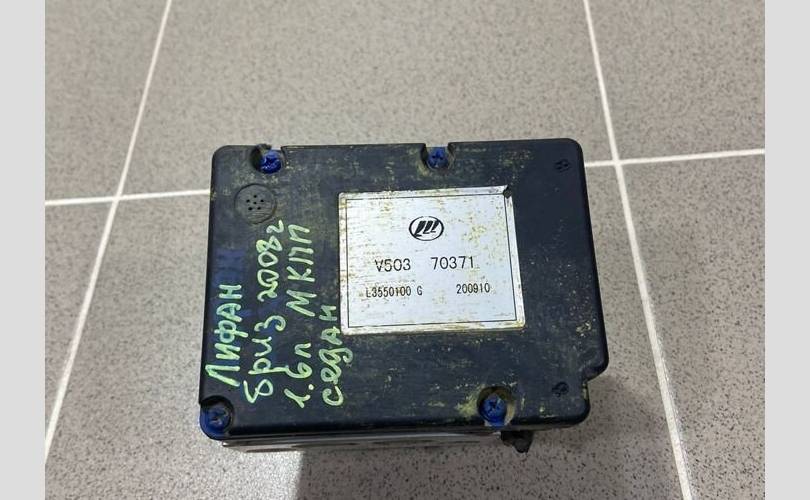 V503 70371
L3550100 G 200910
ЛИФАН
бриз 2008г
1.6л МКПП
седан